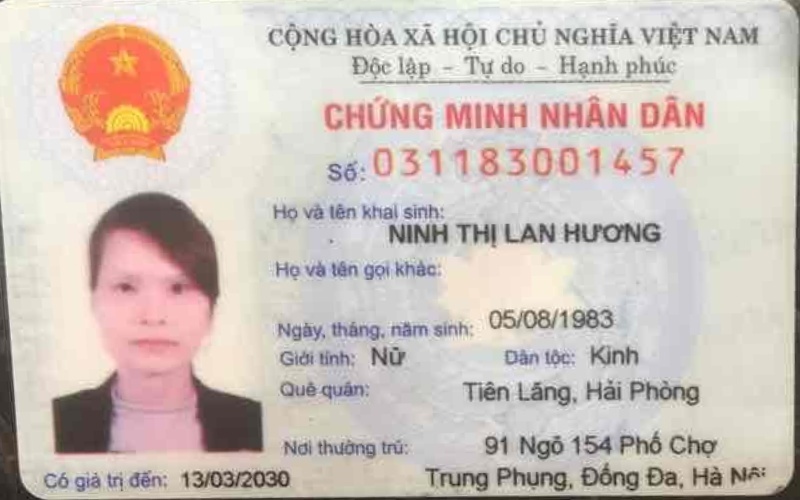 CỘNG HÒA XÃ HỘI CHỦ NGHĨA VIỆT NAM
Độc lập - Tự do - Hạnh phúc
CHỨNG MINH NHÂN DÂN
Số: 031183001457
Họ và tên khai sinh:
NINH THỊ LAN HƯƠNG
Họ và tên gọi khác:
Ngày, tháng, năm sinh: 05/08/1983
Giới tính: Nữ Dân tộc: Kinh
Quê quán: Tiên Lãng, Hải Phòng
Nơi thường trú: 91 Ngõ 154 Phố Chợ
Có giá trị đến: 13/03/2030 Trung Phụng, Đống Đa, Hà Nội